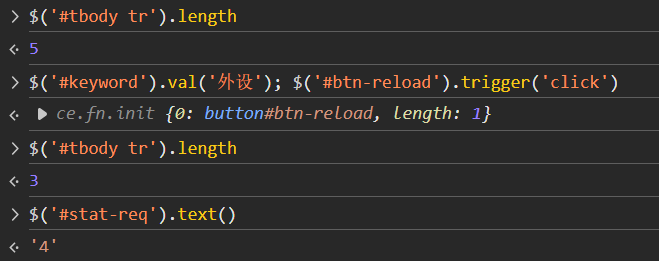 > $('#tbody tr').length
<· 5
> $('#keyword').val('外设'); $('#btn-reload').trigger('click')
<· ▶ ce.fn.init {0: button#btn-reload, length: 1}
> $('#tbody tr').length
<· 3
> $('#stat-req').text()
<· '4'